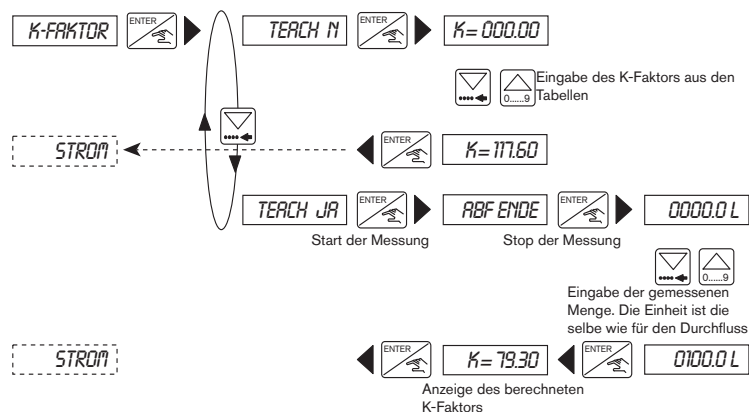 K-FAKTOR ENTER TEACH N ENTER K=000.00
0......9
Eingabe des K-Faktors aus den
Tabellen
STROM ENTER K=117.60
TEACH JA ENTER ABF ENDE ENTER 0000.0 L
Start der Messung Stop der Messung
0......9
Eingabe der gemessenen
Menge. Die Einheit ist die
selbe wie für den Durchfluss
STROM ENTER K=79.30 ENTER 0100.0 L
Anzeige des berechneten
K-Faktors